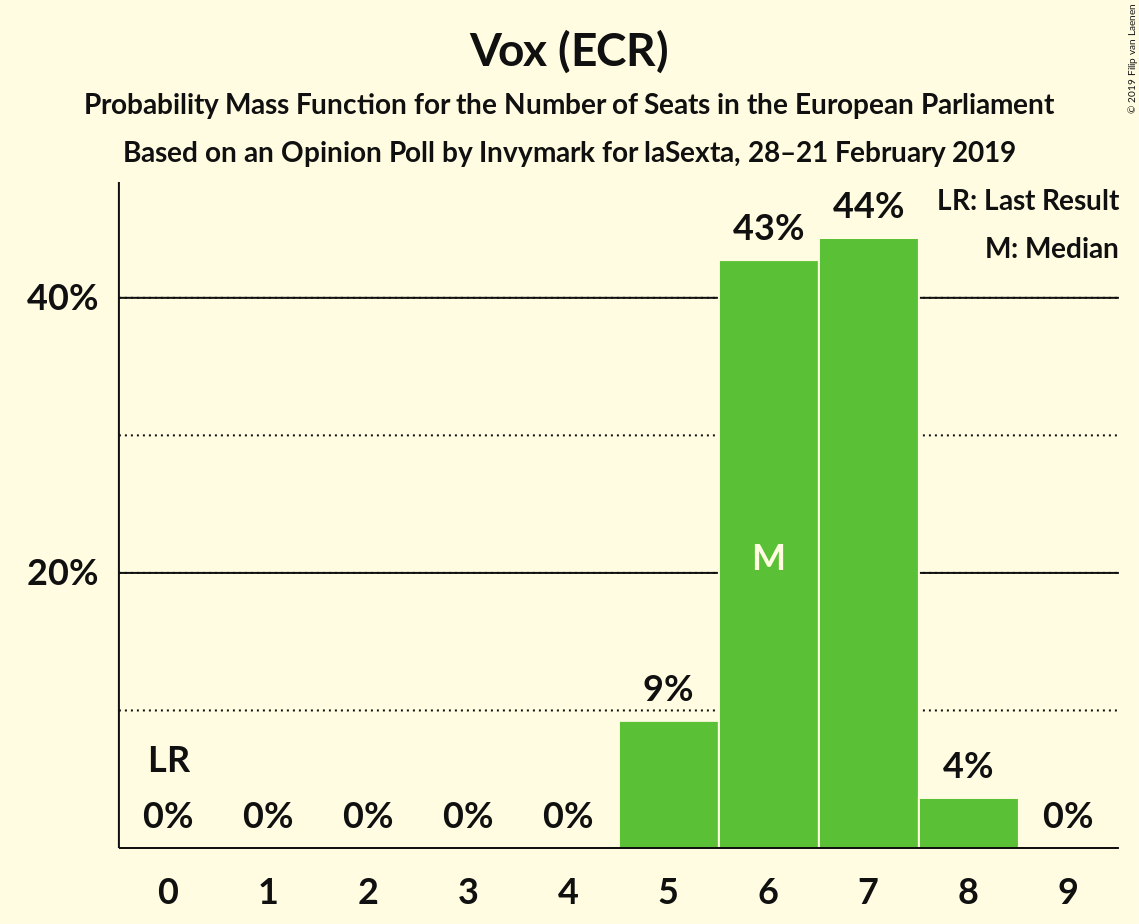 Vox (ECR)
Probability Mass Function for the Number of Seats in the European Parliament
Based on an Opinion Poll by Invymark for laSexta, 28–21 February 2019
© 2019 Filip van Laenen
LR: Last Result
M: Median
40%
20%
LR
0%
0%
0%
0%
0%
9%
43%
44%
4%
0%
M
0 1 2 3 4 5 6 7 8 9